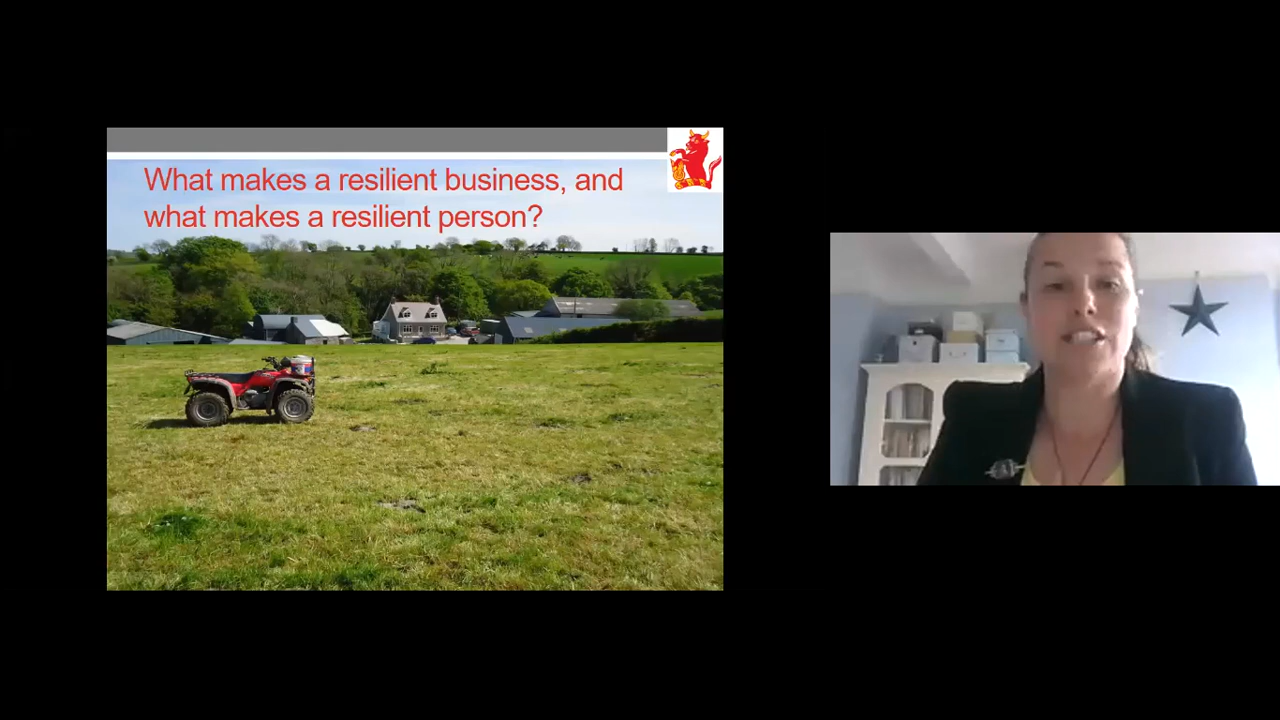 What makes a resilient business, and
what makes a resilient person?